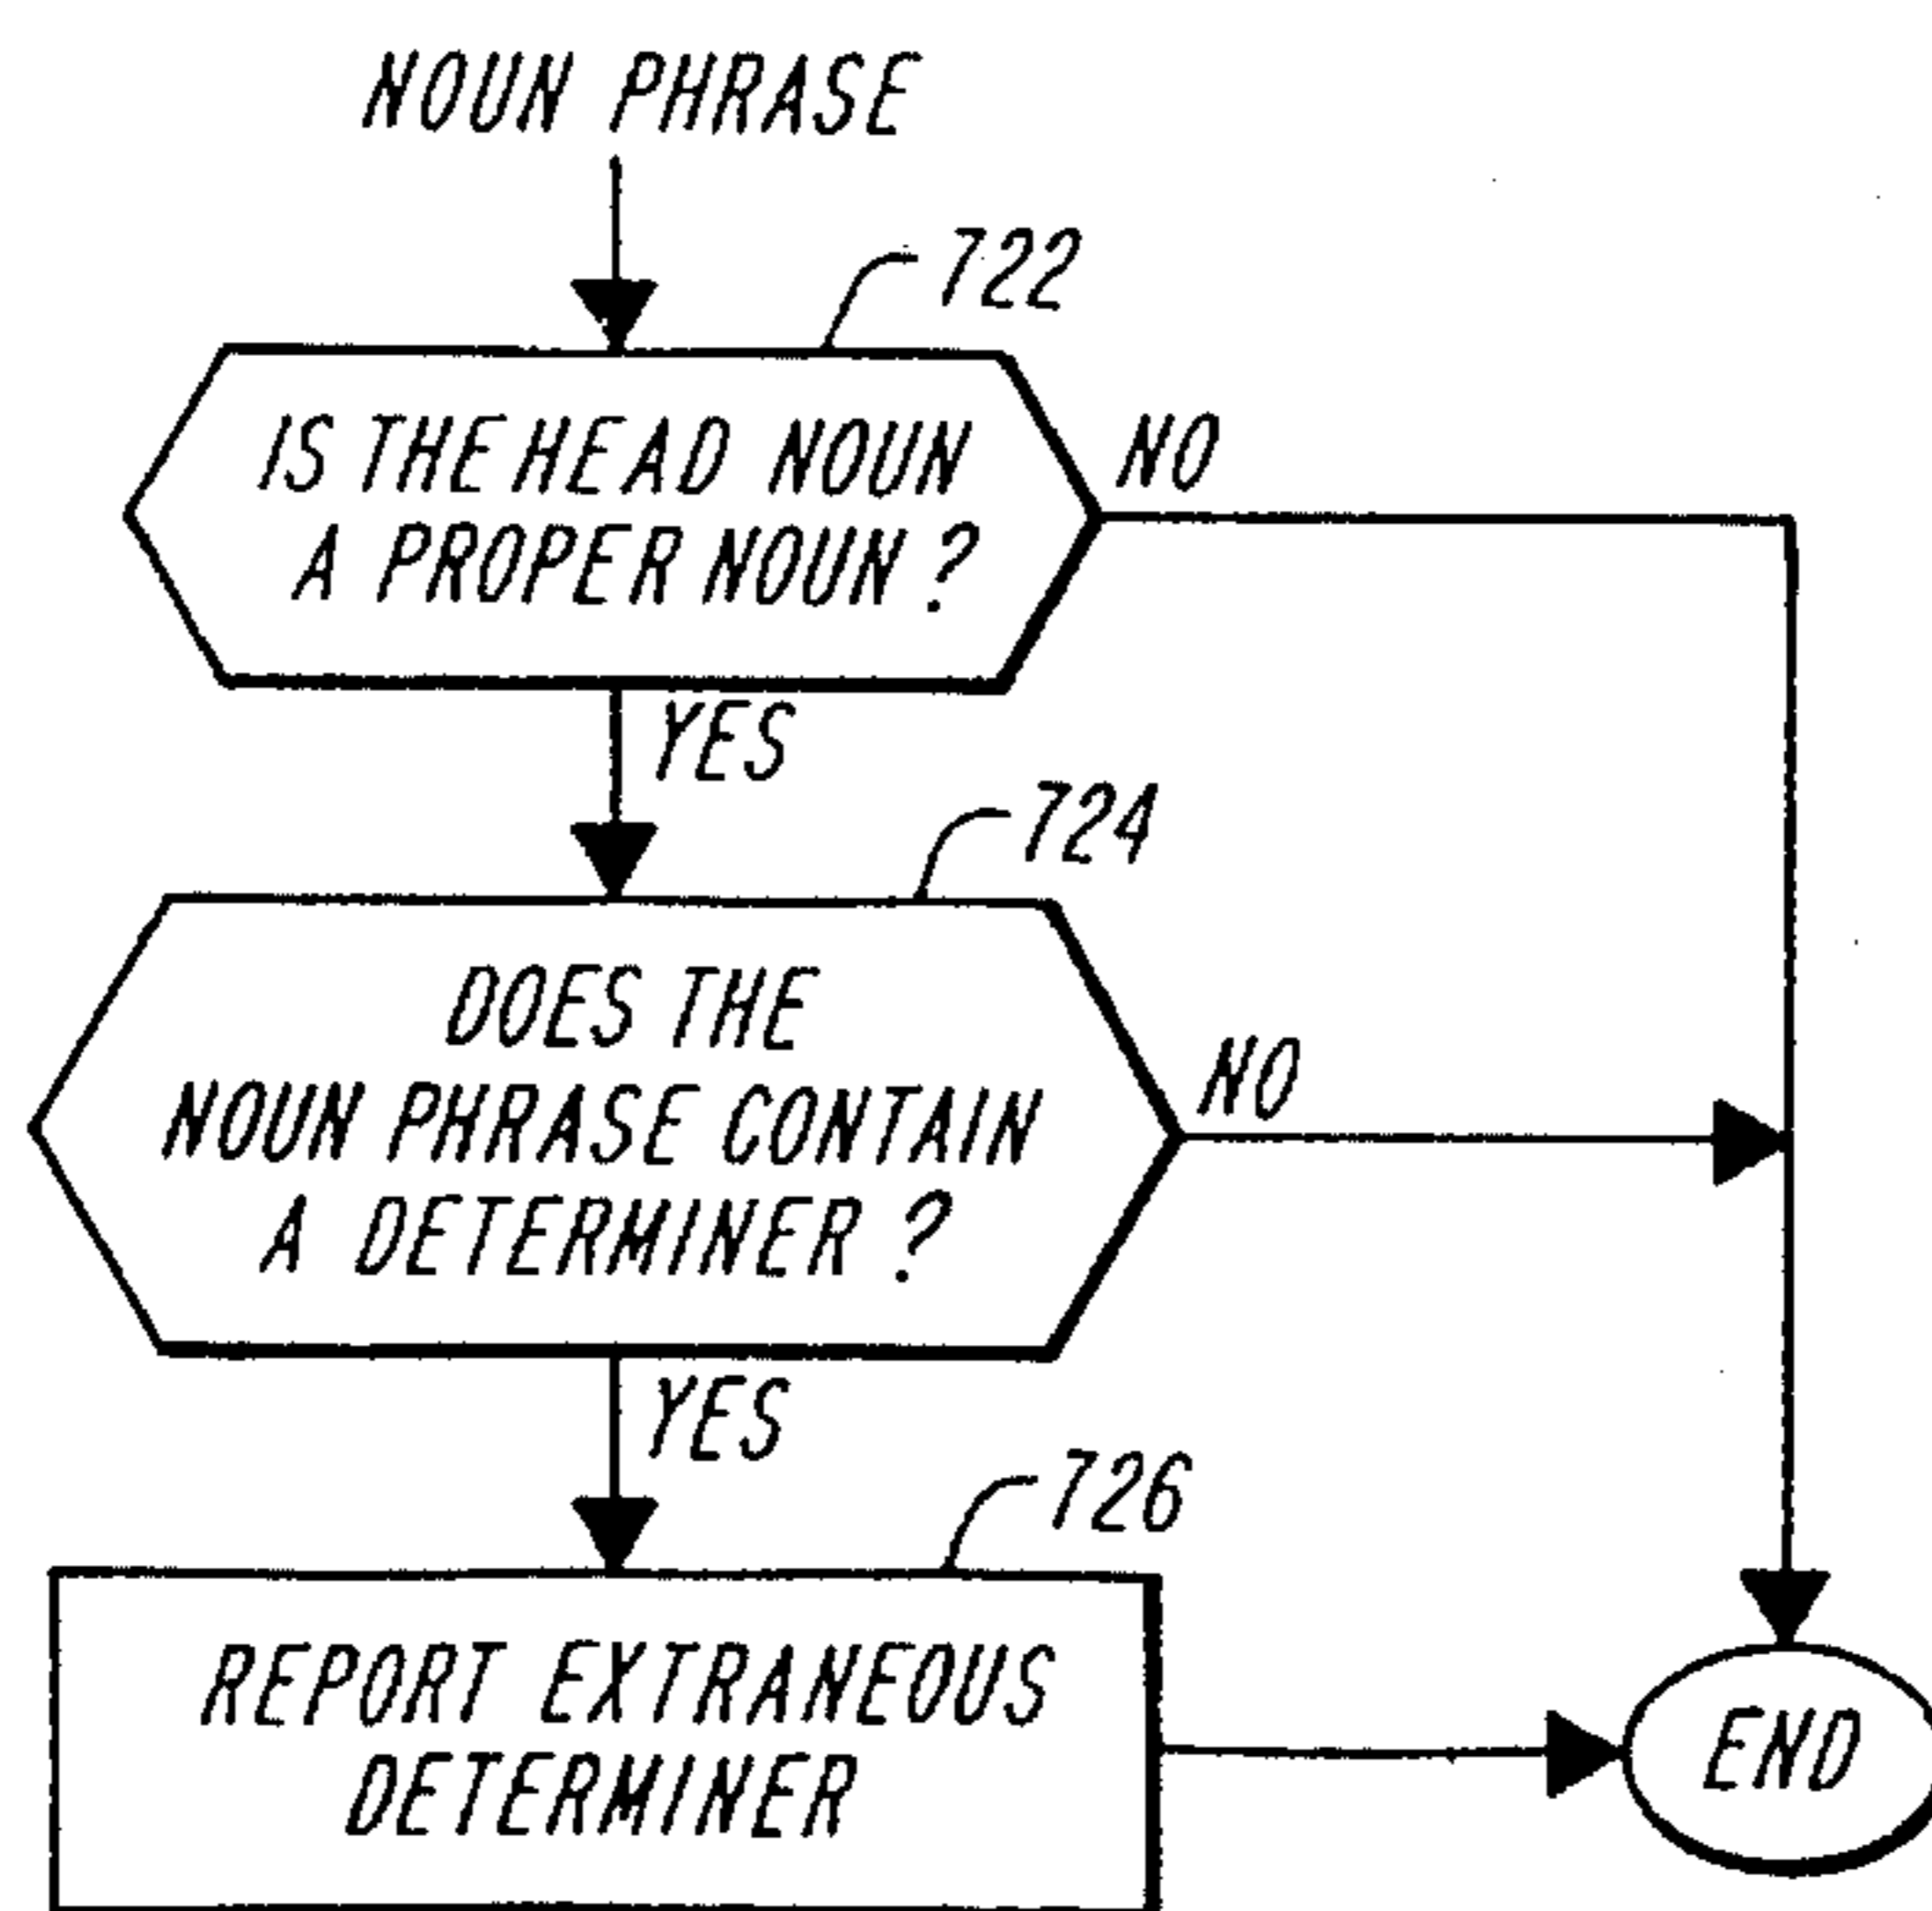 NOUN PHRASE
722
IS THE HEAD NOUN
A PROPER NOUN?
NO
YES
724
DOES THE
NOUN PHRASE CONTAIN
A DETERMINER?
NO
YES
726
REPORT EXTRANEOUS
DETERMINER
END